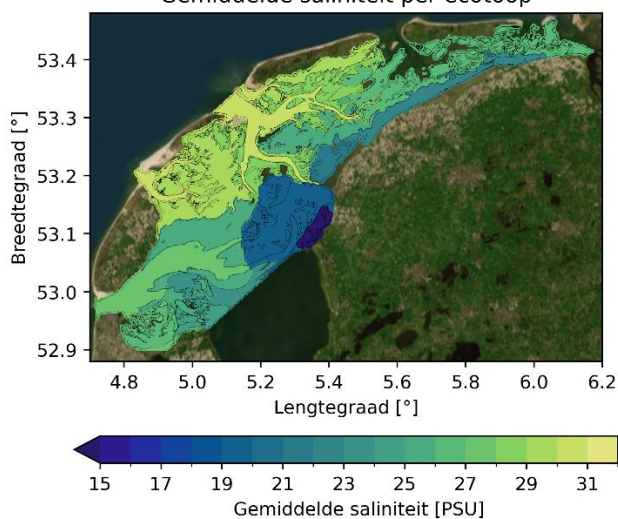 Gemiddelde saliniteit per ecotoop
53.4
53.3
53.2
53.1
53.0
52.9
Breedtegraad [°]
4.8 5.0 5.2 5.4 5.6 5.8 6.0 6.2
Lengtegraad [°]
15 17 19 21 23 25 27 29 31
Gemiddelde saliniteit [PSU]